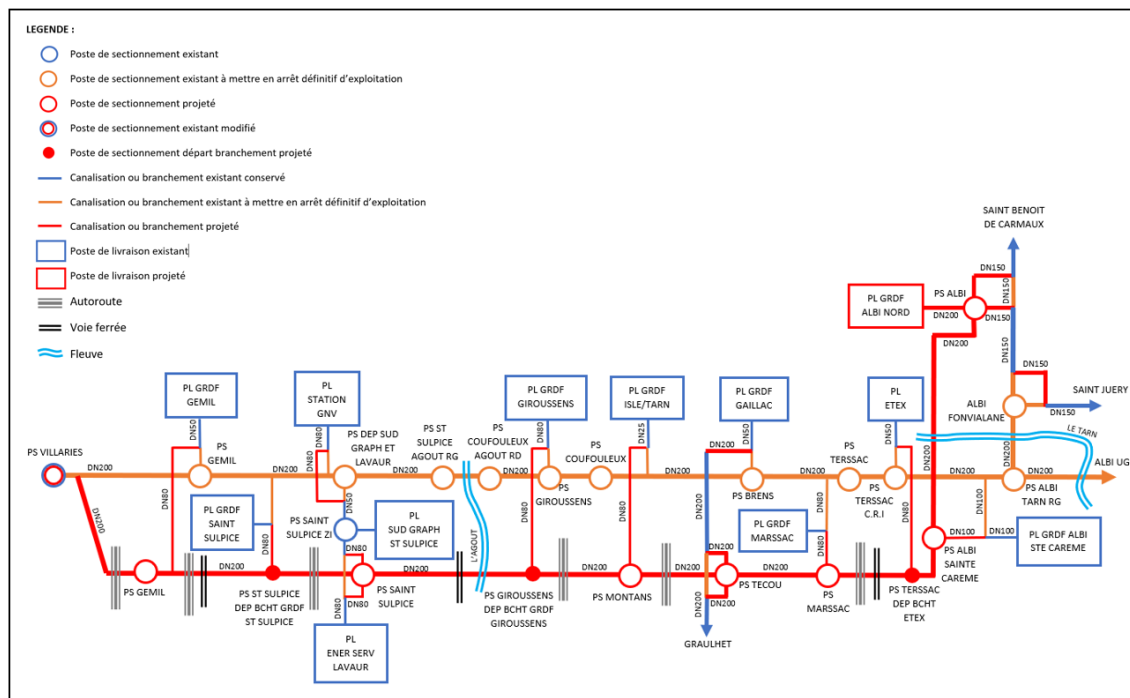 LEGENDE :
Poste de sectionnement existant
Poste de sectionnement existant à mettre en arrêt définitif d'exploitation
Poste de sectionnement projeté
Poste de sectionnement existant modifié
Poste de sectionnement départ branchement projeté
Canalisation ou branchement existant conservé
Canalisation ou branchement existant à mettre en arrêt définitif d'exploitation
Canalisation ou branchement projeté
Poste de livraison existant
Poste de livraison projeté
Autoroute
Voie ferrée
Fleuve
SAINT BENOIT
DE CARMAUX
DN150
DN150
PL GRDF
ALBI NORD
PS ALBI
DN200
DN150
DN200
DN150
DN150
SAINT JUERY
DN150
ALBI
FONVIALANE
LE TARN
DN200
DN200
ALBI UG
DN200
PS ALBI
TARN RG
PL GRDF
GEMIL
DN50
PL
STATION
GNV
DN80
PL GRDF
GIROUSSENS
DN80
PL GRDF
ISLE/TARN
DN25
PL GRDF
GAILLAC
DN50
PL
ETEX
DN50
PS VILLARIES
DN200
PS
GEMIL
DN200
PS DEP SUD
GRAPH ET
LAVAUR
DN200
PS ST
SULPICE
AGOUT RG
PS
COUFOULEUX
AGOUT RD
PS
GIROUSSENS
PS
COUFOULEUX
DN200
DN200
PS BRENS
DN200
PS
TERSSAC
PS
TERSSAC
C.R.I
DN200
DN80
DN80
DN50
DN200
PL GRDF
SAINT
SULPICE
DN80
PS SAINT
SULPICE ZI
PL
SUD GRAPH
ST SULPICE
L'AGOUT
DN80
DN80
DN200
PL GRDF
MARSSAC
DN80
DN80
DN80
DN100
DN100
DN100
PL GRDF ALBI
STE CAREME
PS ALBI
SAINTE
CAREME
DN80
DN80
DN80
DN200
PS GEMIL
DN200
PS ST SULPICE
DEP BCHT GRDF
ST SULPICE
DN200
PS SAINT
SULPICE
DN200
PS GIROUSSENS
DEP BCHT GRDF
GIROUSSENS
DN200
PS MONTANS
DN200
DN200
DN200
DN200
PS TECOU
DN200
PS
MARSSAC
DN200
PS TERSSAC
DEP BCHT
ETEX
PL
ENER SERV
LAVAUR
GRAULHET